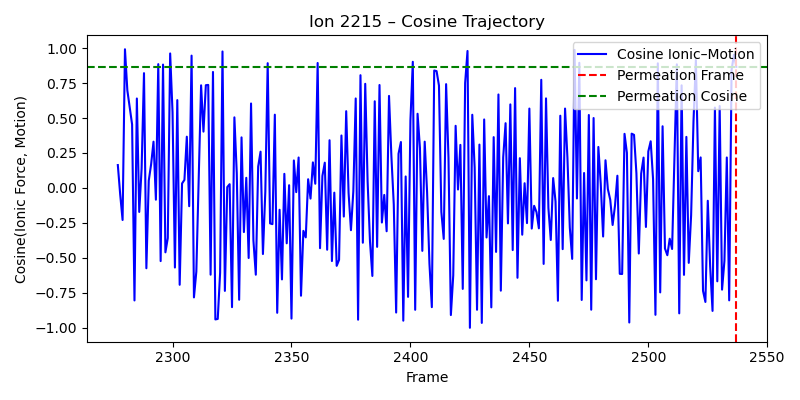 Ion 2215 – Cosine Trajectory
Cosine(Ionic Force, Motion)
1.00
0.75
0.50
0.25
0.00
−0.25
−0.50
−0.75
−1.00
Cosine Ionic–Motion
Permeation Frame
Permeation Cosine
2300
2350
2400
2450
2500
2550
Frame